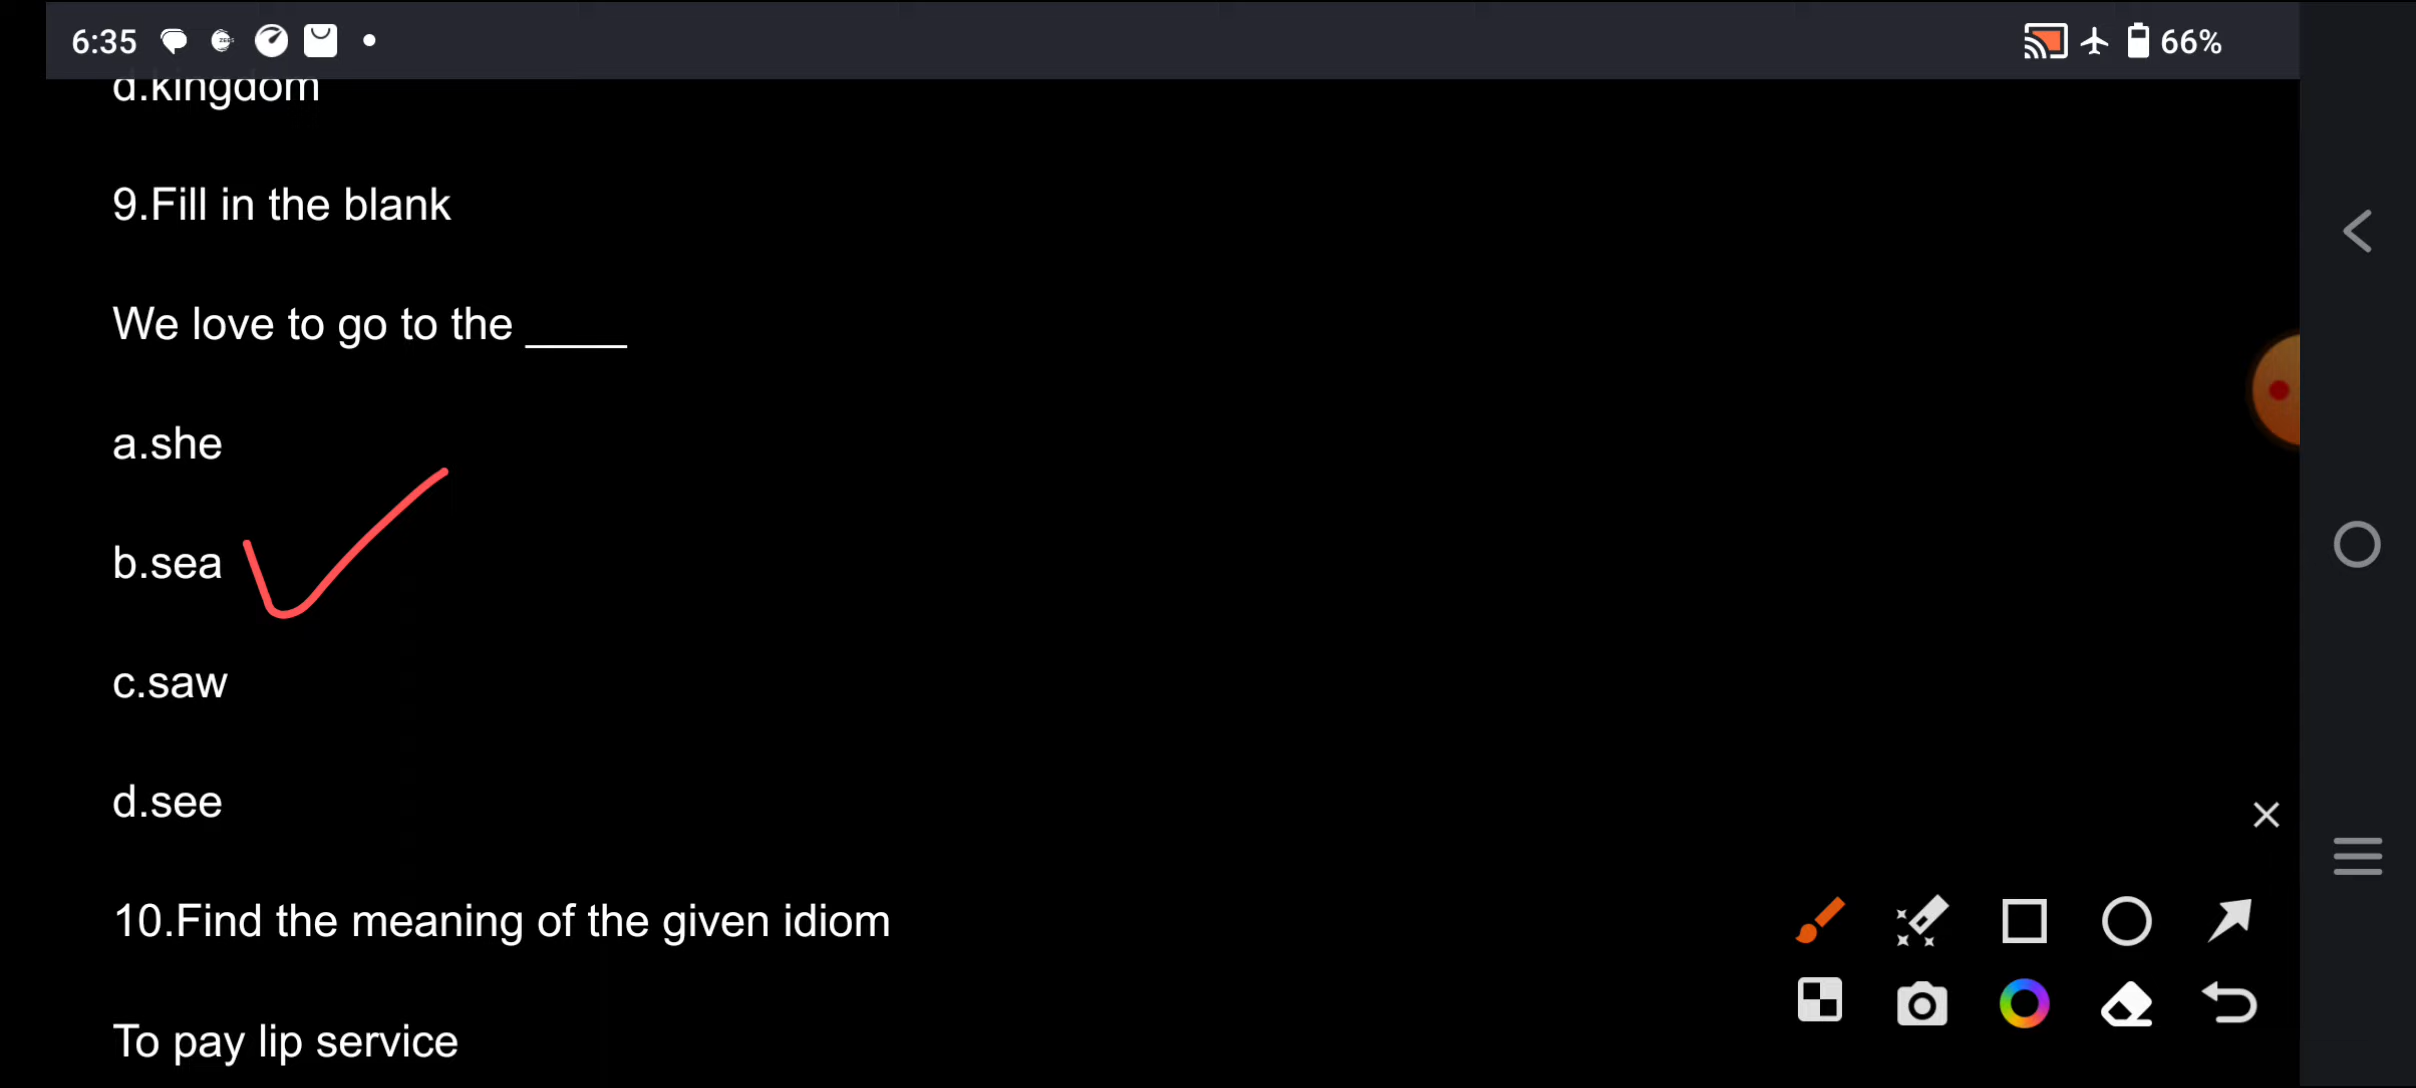 6:35
66%
d.kingdom
9.Fill in the blank
We love to go to the _____
a.she
b.sea
c.saw
d.see
10.Find the meaning of the given idiom
To pay lip service